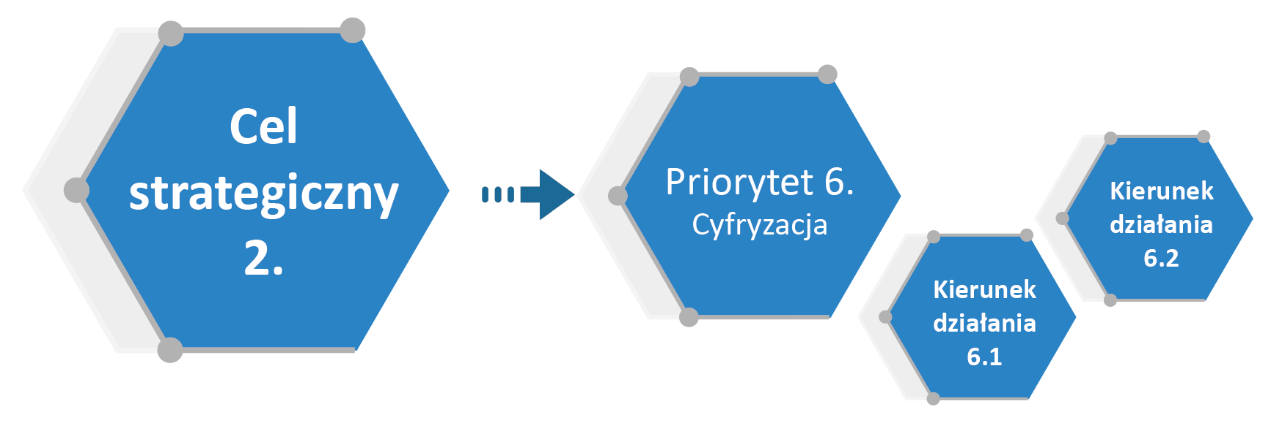 Cel
strategiczny
2.
Priorytet 6.
Cyfryzacja
Kierunek
działania
6.1
Kierunek
działania
6.2